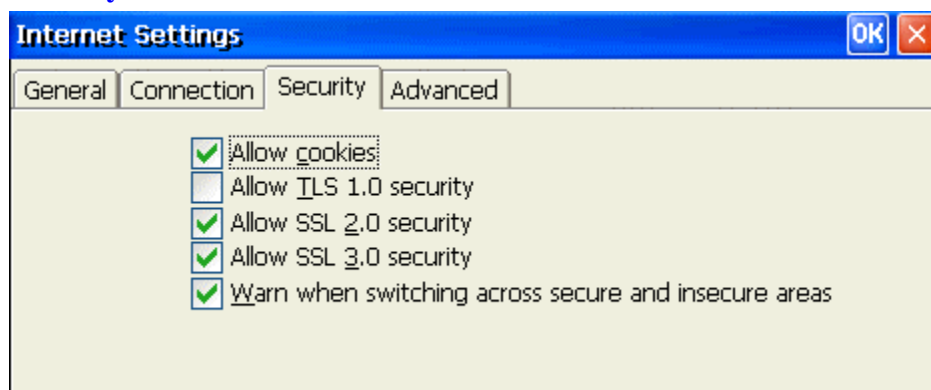 Internet Settings OK
General Connection Security Advanced
Allow cookies
Allow TLS 1.0 security
Allow SSL 2.0 security
Allow SSL 3.0 security
Warn when switching across secure and insecure areas